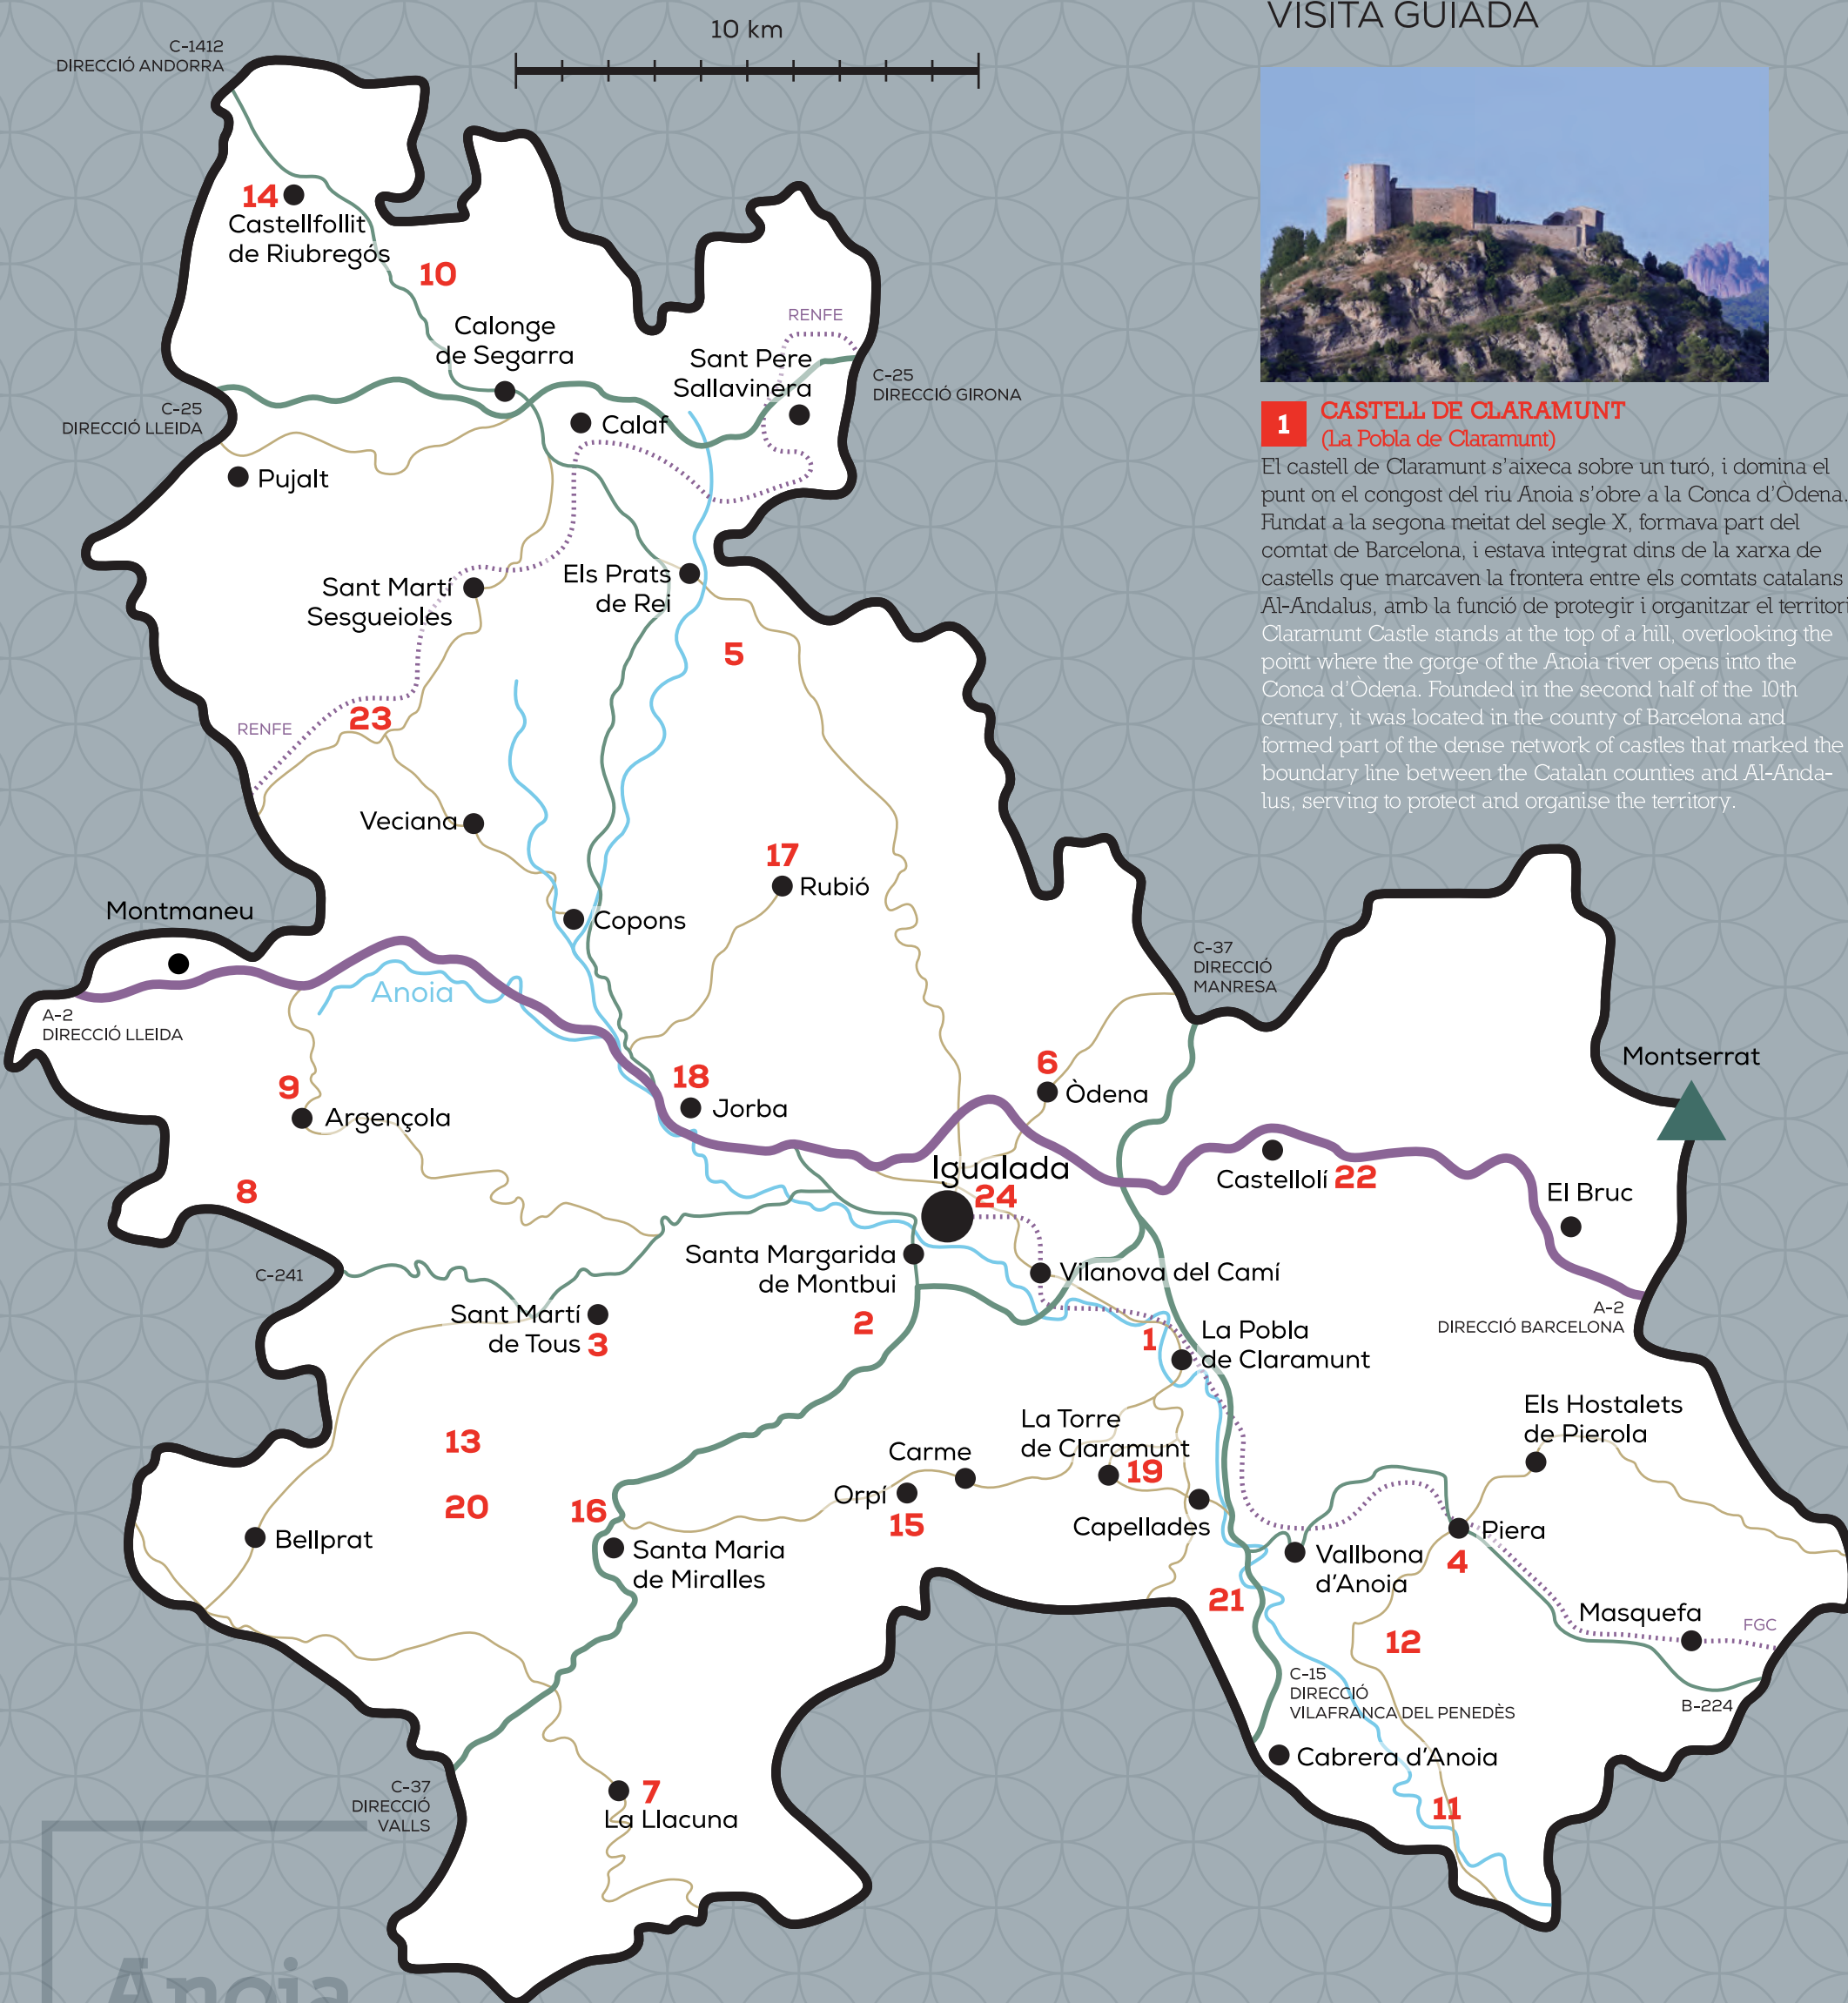 VISITA GUIADA
10 km
C-1412
DIRECCIÓ ANDORRA
14
Castellfollit
de Riubregós
10
Calonge
de Segarra
RENFE
Sant Pere
Sallavinera
C-25
DIRECCIÓ GIRONA
C-25
DIRECCIÓ LLEIDA
Calaf
Pujalt
1
CASTELL DE CLARAMUNT
(La Pobla de Claramunt)
El castell de Claramunt s'aixeca sobre un turó, i domina el
punt on el congost del riu Anoia s'obre a la Conca d'Òdena.
Fundat a la segona meitat del segle X, formava part del
comtat de Barcelona, i estava integrat dins de la xarxa de
castells que marcaven la frontera entre els comtats catalans
Al-Andalus, amb la funció de protegir i organitzar el territori
Claramunt Castle stands at the top of a hill, overlooking the
point where the gorge of the Anoia river opens into the
Conca d'Òdena. Founded in the second half of the 10th
century, it was located in the county of Barcelona and
formed part of the dense network of castles that marked the
boundary line between the Catalan counties and Al-Anda-
lus, serving to protect and organise the territory.
Sant Martí
Sesgueioles
Els Prats
de Rei
5
23
RENFE
Veciana
17
Rubió
Copons
Montmaneu
Anoia
A-2
DIRECCIÓ LLEIDA
C-37
DIRECCIÓ
MANRESA
Montserrat
9
Argençola
18
Jorba
6
Òdena
8
Igualada
24
Castellolí 22
El Bruc
C-241
Santa Margarida
de Montbui
2
Vilanova del Camí
Sant Martí
de Tous 3
A-2
DIRECCIÓ BARCELONA
1
La Pobla
de Claramunt
13
20
16
Bellprat
Santa Maria
de Miralles
Carme
Orpí
15
La Torre
de Claramunt
19
Capellades
Els Hostalets
de Pierola
Piera
4
Vallbona
d'Anoia
21
12
Masquefa
FGC
B-224
C-15
DIRECCIÓ
VILAFRANCA DEL PENEDÈS
Cabrera d'Anoia
11
C-37
DIRECCIÓ
VALLS
7
La Llacuna
Anoia